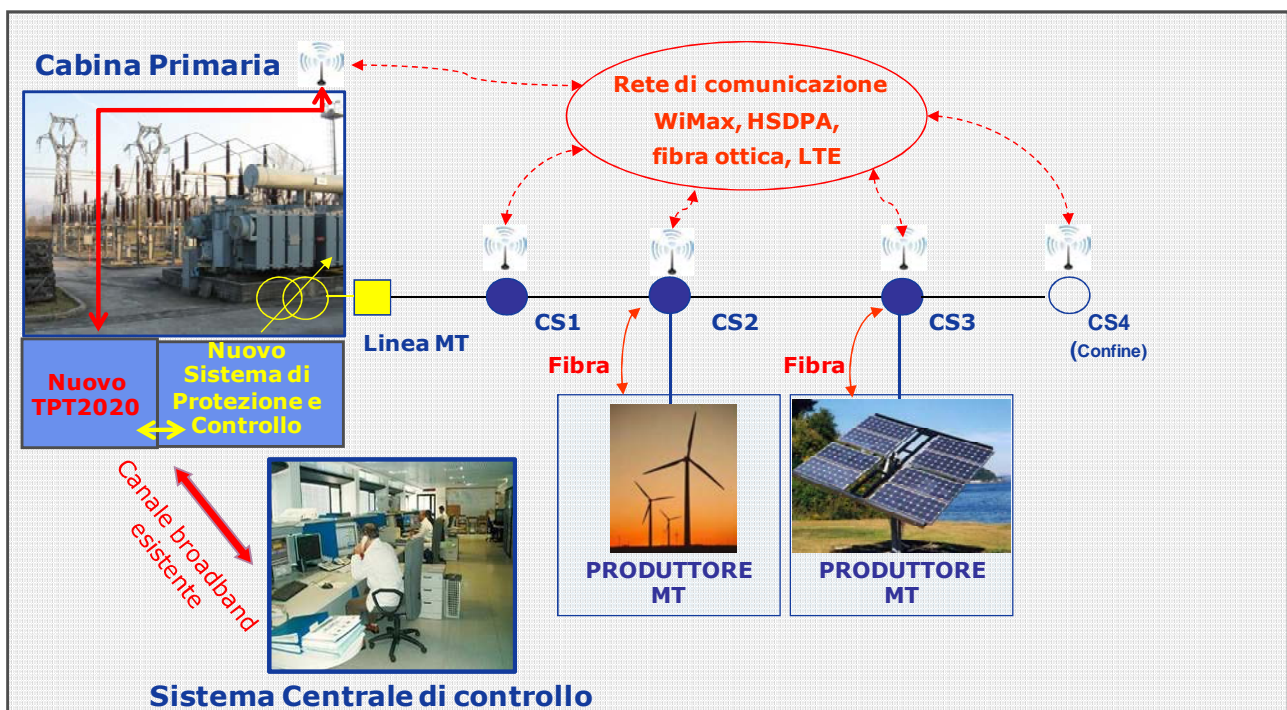 Cabina Primaria
Rete di comunicazione
WiMax, HSDPA,
fibra ottica, LTE
Linea MT
CS1
CS2
CS3
CS4
(Confine)
Nuovo
TPT2020
Nuovo
Sistema di
Protezione e
Controllo
Fibra
Fibra
Canale broadband
esistente
PRODUTTORE
MT
PRODUTTORE
MT
Sistema Centrale di controllo